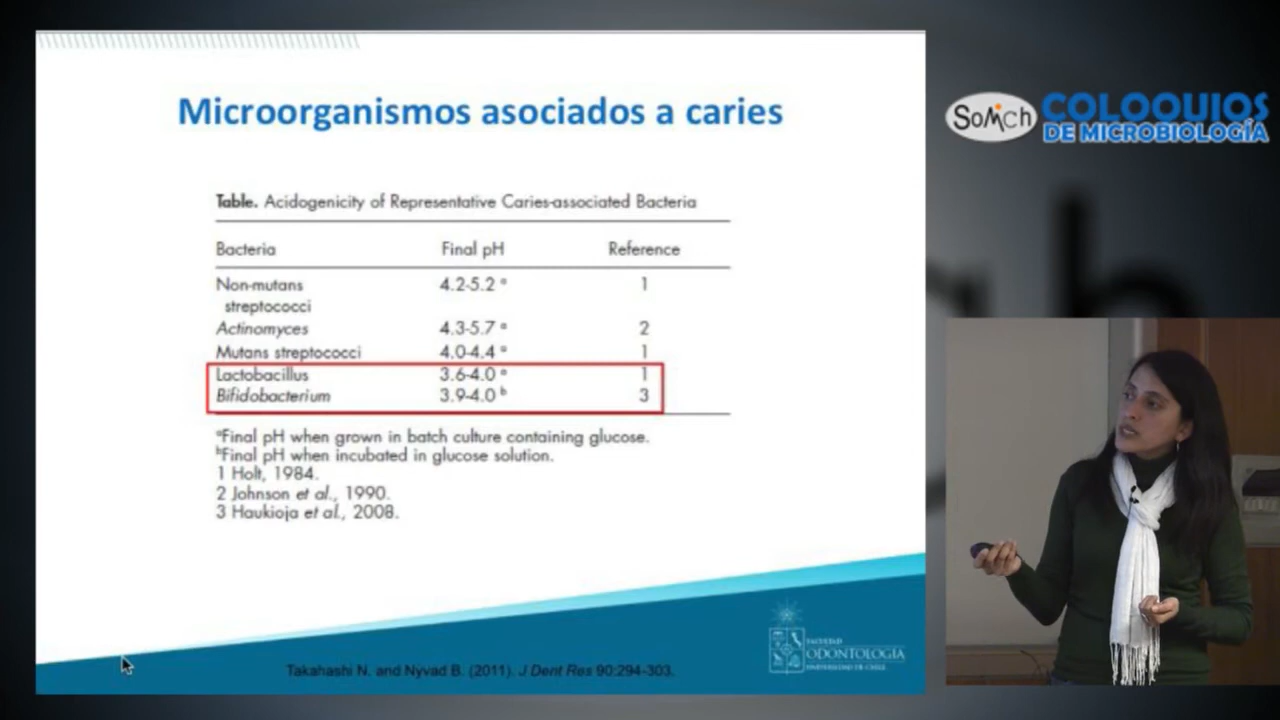 Microorganismos asociados a caries
SoMich
COLOQUIOS
DE MICROBIOLOGÍA
Table. Acidogenicity of Representative Caries-associated Bacteria
Bacteria Final pH Reference
Non-mutans 4.2-5.2 a 1
streptococci
Actinomyces 4.3-5.7 a 2
Mutans streptococci 4.0-4.4 a 1
Lactobacillus 3.6-4.0 a 1
Bifidobacterium 3.9-4.0 b 3
aFinal pH when grown in batch culture containing glucose.
bFinal pH when incubated in glucose solution.
1 Holt, 1984.
2 Johnson et al., 1990.
3 Haukioja et al., 2008.
FACULTAD
ODONTOLOGÍA
UNIVERSIDAD DE CHILE
Takahashi N. and Nyvad B. (2011). J Dent Res 90:294-303.